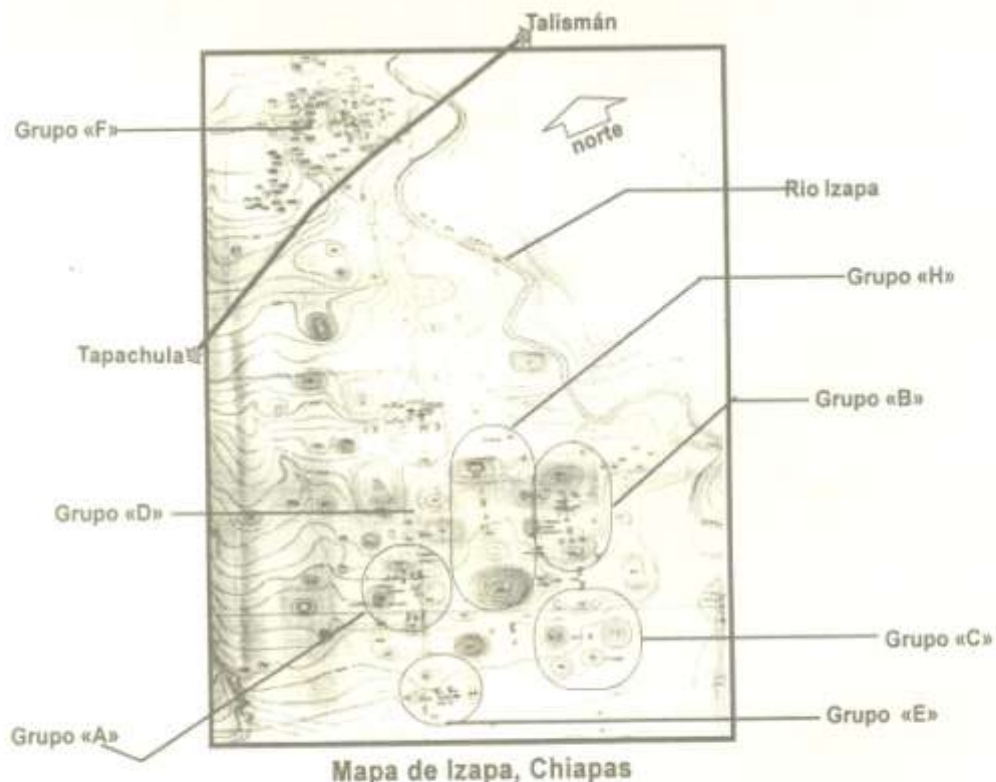 Talismán
Grupo «F»
norte
Rio Izapa
Grupo «H»
Tapachula
Grupo «B»
Grupo «D»
Grupo «C»
Grupo «A»
Grupo «E»
Mapa de Izapa, Chiapas